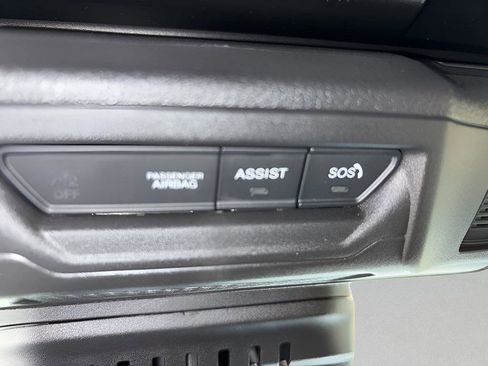 OFF
PASSENGER
AIRBAG
ASSIST
SOS